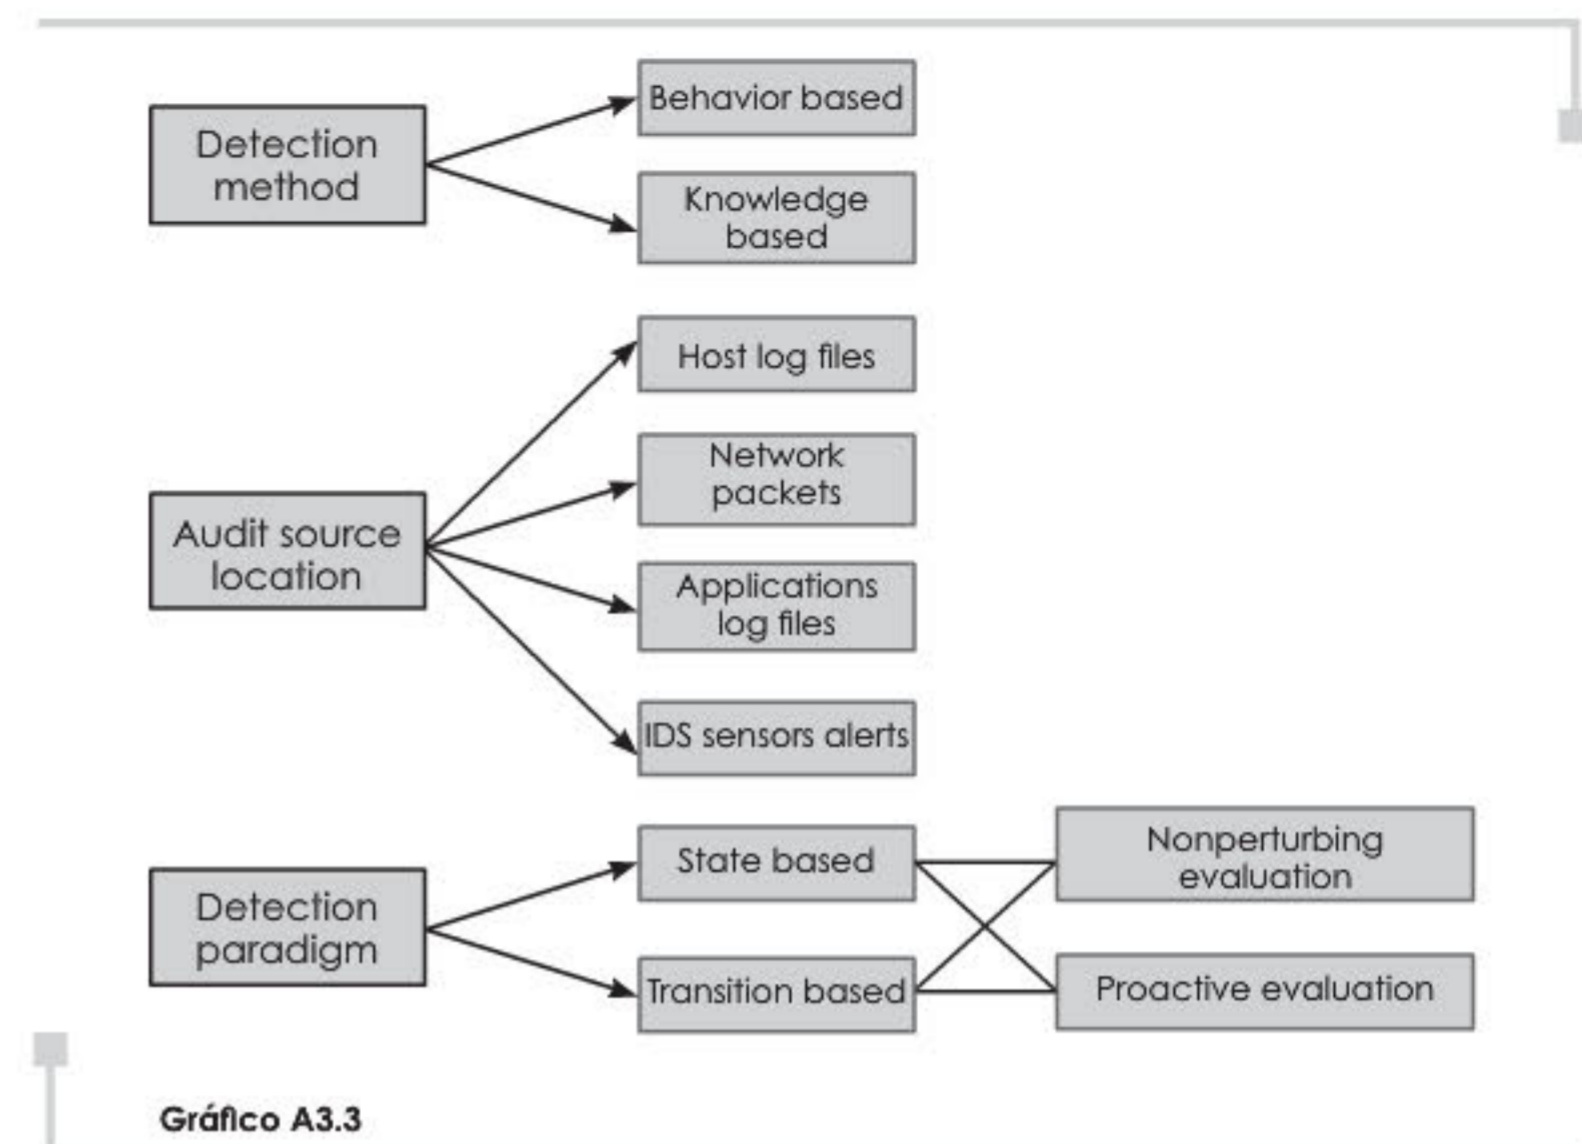 Detection
method
Behavior based
Knowledge
based
Audit source
location
Host log files
Network
packets
Applications
log files
IDS sensors alerts
Detection
paradigm
State based
Transition based
Nonperturbing
evaluation
Proactive evaluation
Gráfico A3.3